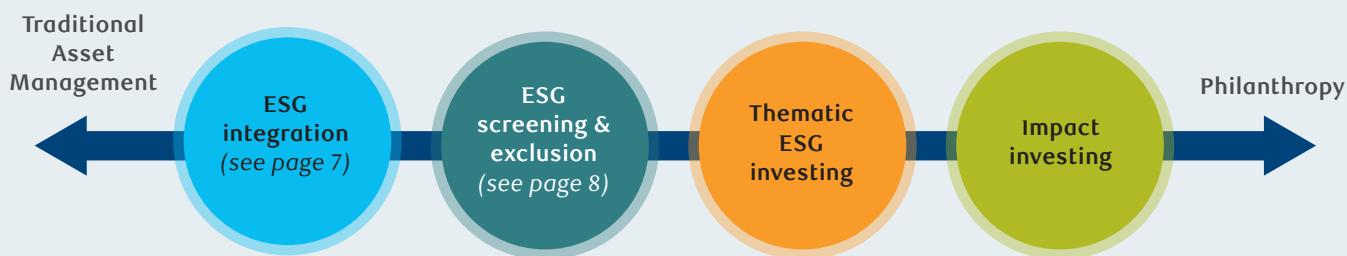 Traditional
Asset
Management
ESG
integration
(see page 7)
ESG
screening &
exclusion
(see page 8)
Thematic
ESG
investing
Impact
investing
Philanthropy